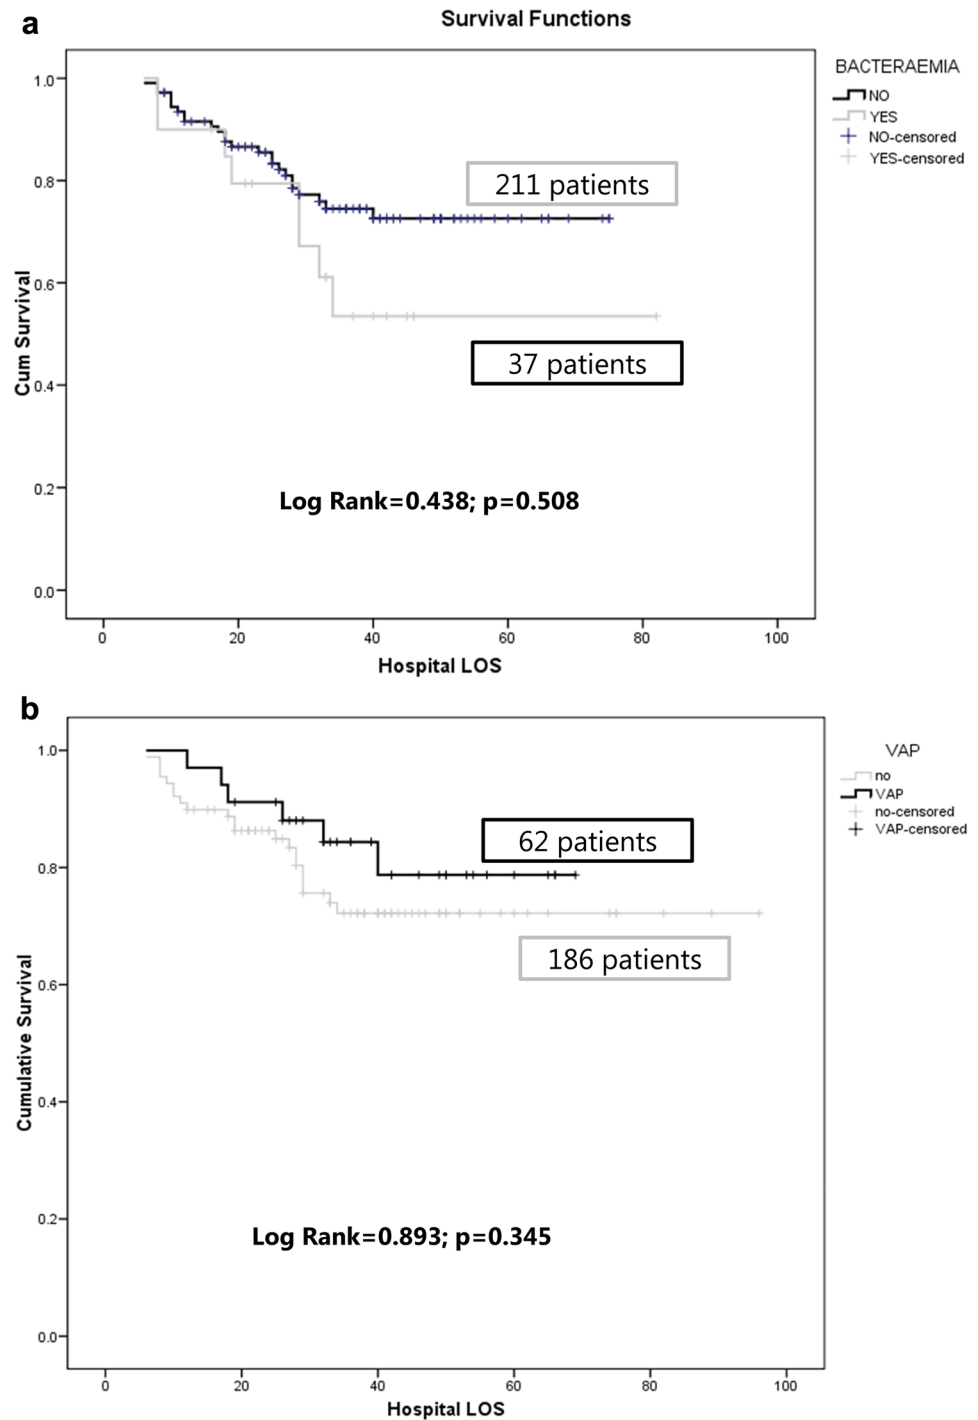 a
Survival Functions
BACTERAEMIA
NO
YES
NO-censored
YES-censored
1.0
0.8
0.6
0.4
0.2
0.0
Cum Survival
211 patients
37 patients
Log Rank=0.438; p=0.508
0 20 40 60 80 100
Hospital LOS
b
VAP
no
VAP
no-censored
VAP-censored
1.0
0.8
0.6
0.4
0.2
0.0
Cumulative Survival
62 patients
186 patients
Log Rank=0.893; p=0.345
0 20 40 60 80 100
Hospital LOS